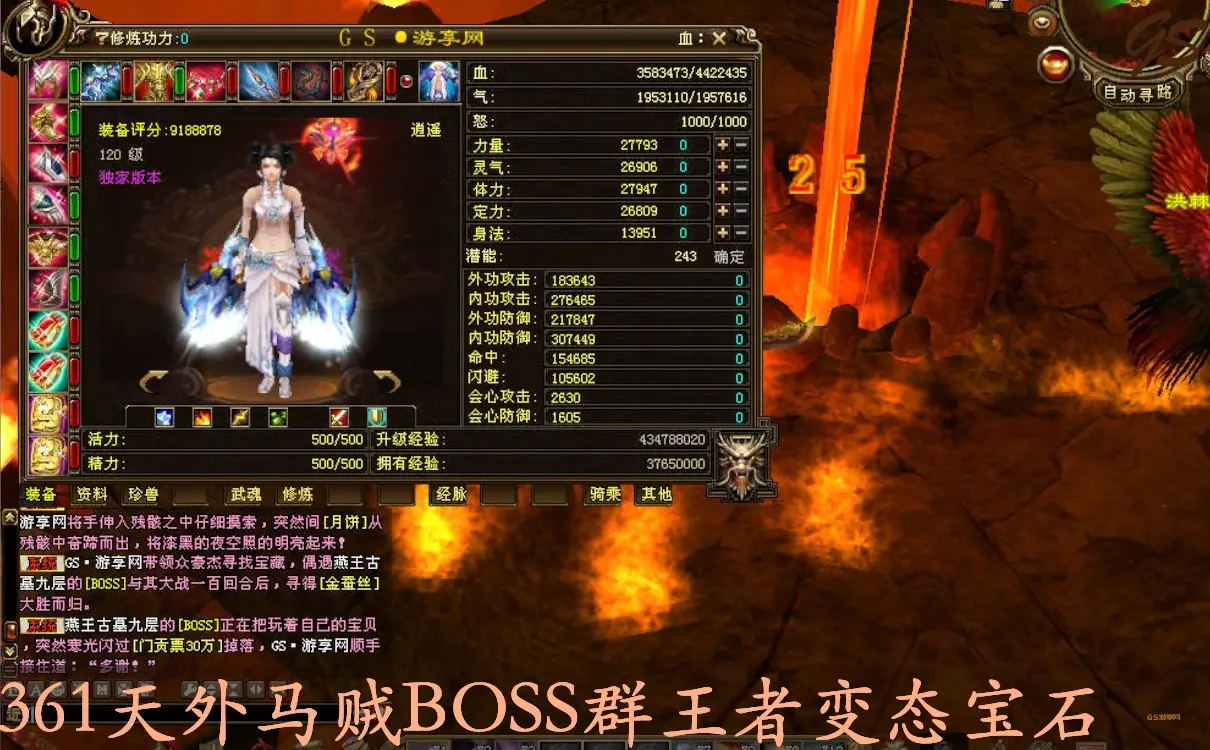 修炼功力:0
GS●游享网
血:
自动寻路
装备评分:9188878
逍遥
120 级
独家版本
血: 3583473/4422435
气: 1953110/1957616
怒: 1000/1000
力量: 27793 0
灵气: 26906 0
体力: 27947 0
定力: 26809 0
身法: 13951 0
潜能: 243 确定
外功攻击: 183643 0
内功攻击: 276465 0
外功防御: 217847 0
内功防御: 307449 0
命中: 154685 0
闪避: 105602 0
会心攻击: 2630 0
会心防御: 1605 0
25
洪棘
活力: 500/500 升级经验: 434788020
精力: 500/500 拥有经验: 37650000
装备 资料 珍兽 武魂 修炼 经脉 骑乘 其他
游享网将手伸入残骸之中仔细摸索，突然间[月饼]从
残骸中奋蹄而出，将漆黑的夜空照的明亮起来!
系统 GS·游享网带领众豪杰寻找宝藏，偶遇燕王古
墓九层的[BOSS]与其大战一百回合后，寻得[金蚕丝]
大胜而归。
系统 燕王古墓九层的[BOSS]正在把玩着自己的宝贝
，突然寒光闪过[门贡票30万]掉落，GS·游享网顺手
接住道：“多谢!”
361天外马贼BOSS群王者变态宝石
GS游享网